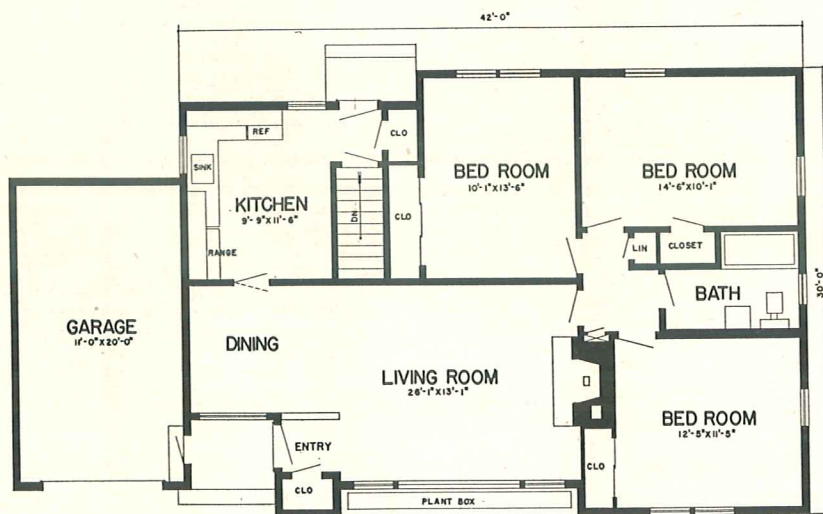 42'-0"
REF
CLO
SINK
BED ROOM
10'-1"X13'-6"
BED ROOM
14'-6"X10'-1"
KITCHEN
9'-9"X11'-6"
DN
CLO
RANGE
LIN
CLOSET
30'-0"
BATH
GARAGE
11'-0"X20'-0"
DINING
LIVING ROOM
26'-1"X13'-1"
BED ROOM
12'-5"X11'-5"
ENTRY
CLO
CLO
PLANT BOX